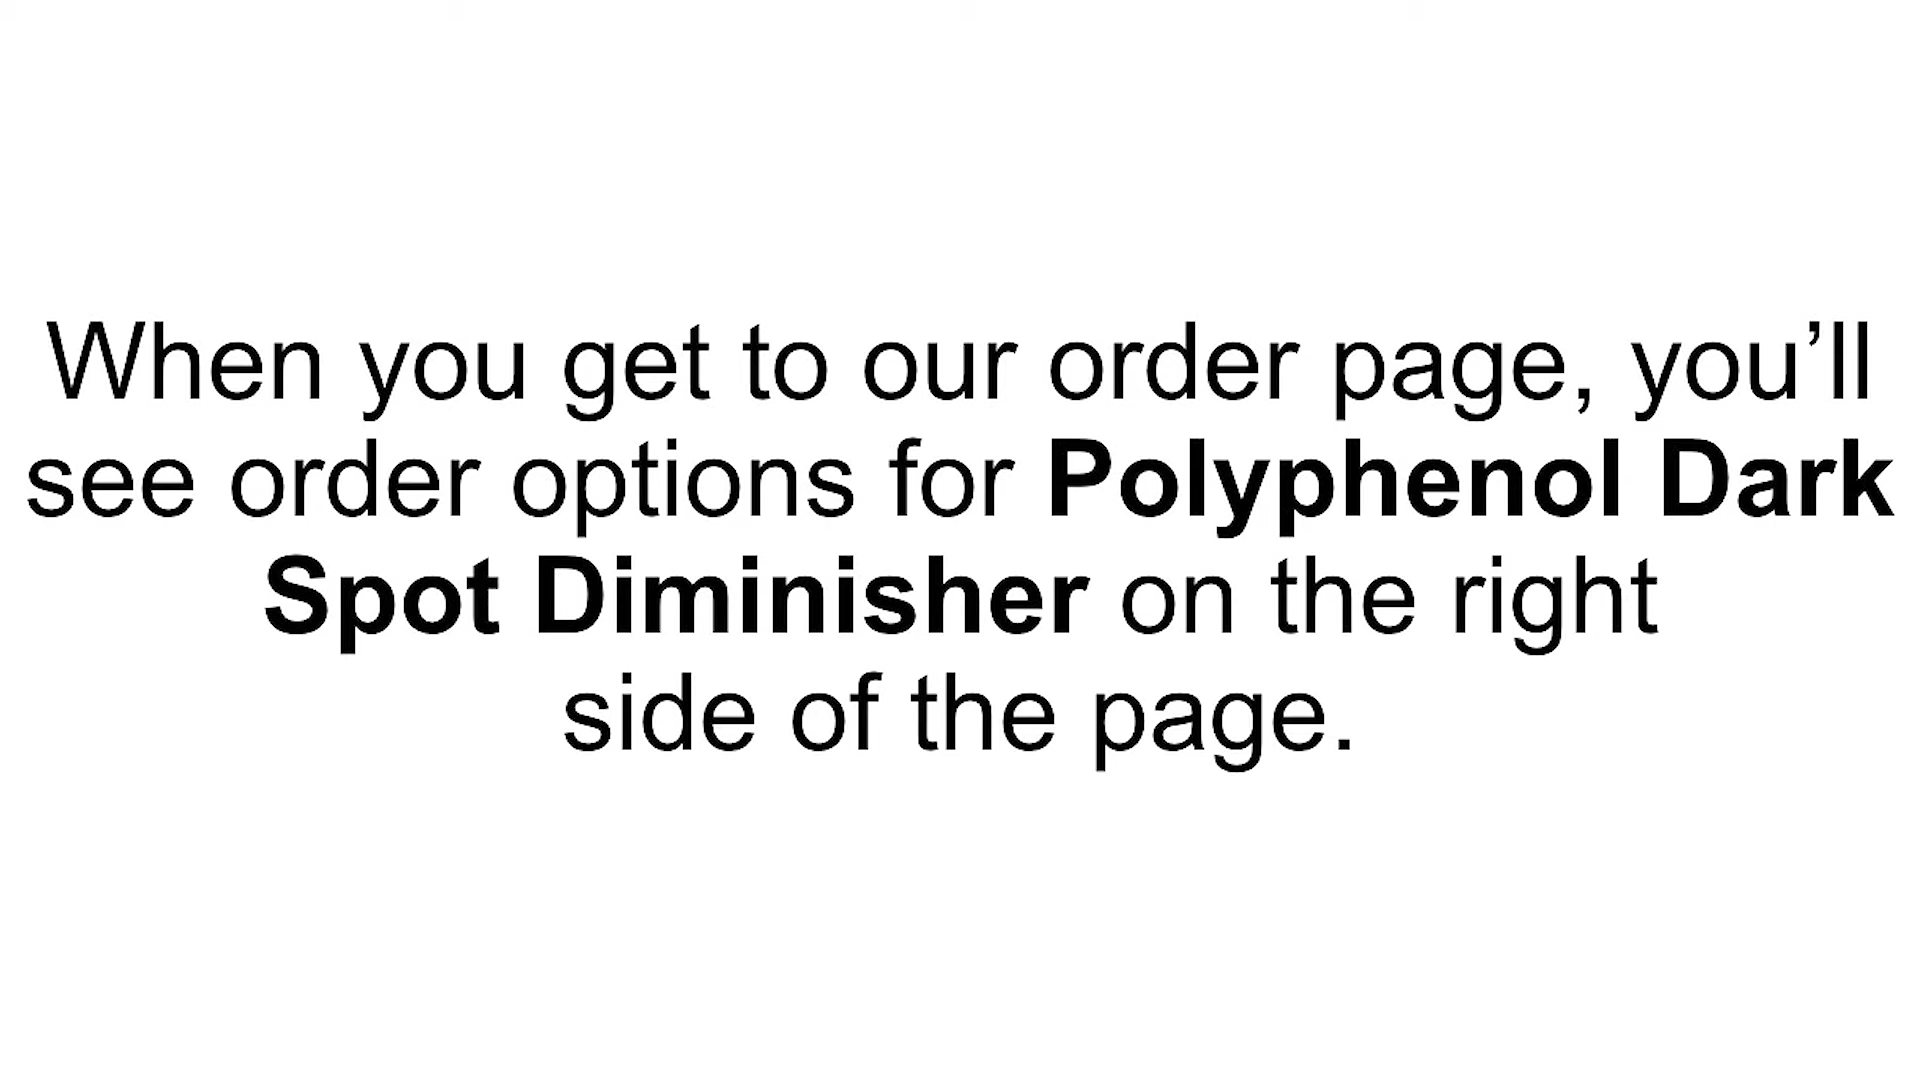 When you get to our order page, you’ll
see order options for Polyphenol Dark
Spot Diminisher on the right
side of the page.